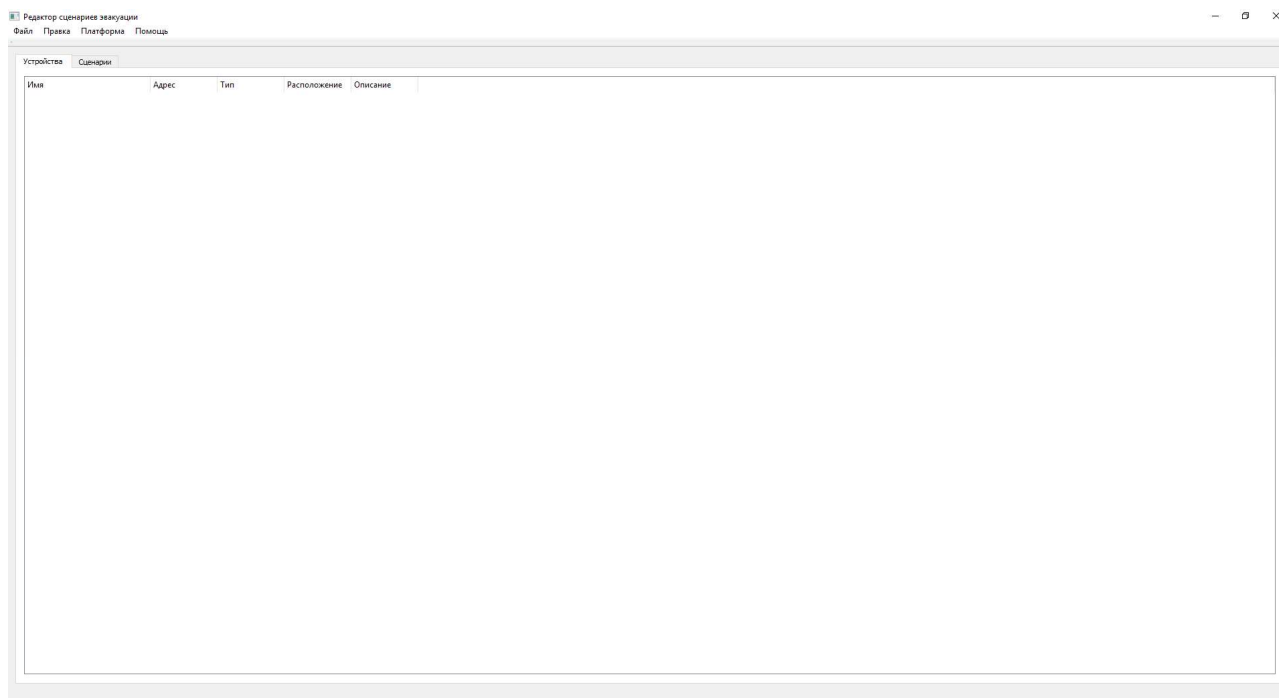 Редактор сценариев эвакуации
Файл Правка Платформа Помощь
Устройства Сценарии
Имя Адрес Тип Расположение Описание